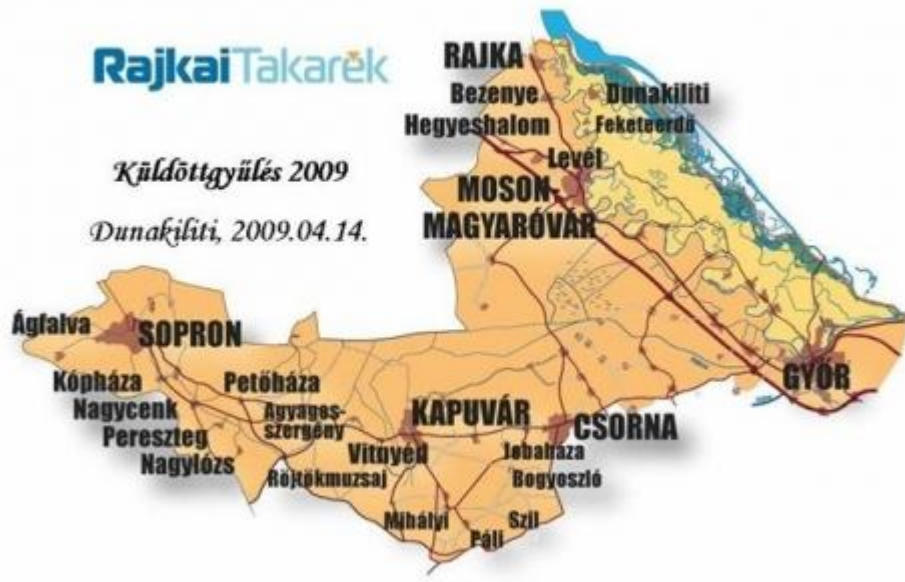 RajkaiTakarék
Küldöttgyűlés 2009
Dunakiliti, 2009.04.14.
RAJKA
Bezenye
Dunakiliti
Hegyeshalom
Feketeerdő
Levél
MOSON-
MAGYARÓVÁR
Ágfalva
SOPRON
GYŐR
Kópháza
Petőháza
Nagycenk
Agyagos-
szergény
KAPUVÁR
CSORNA
Pereszteg
Nagylózs
Vitnyéd
Jobaháza
Röjtökmuzsaj
Bogyoszló
Mihályi
Szil
Páli